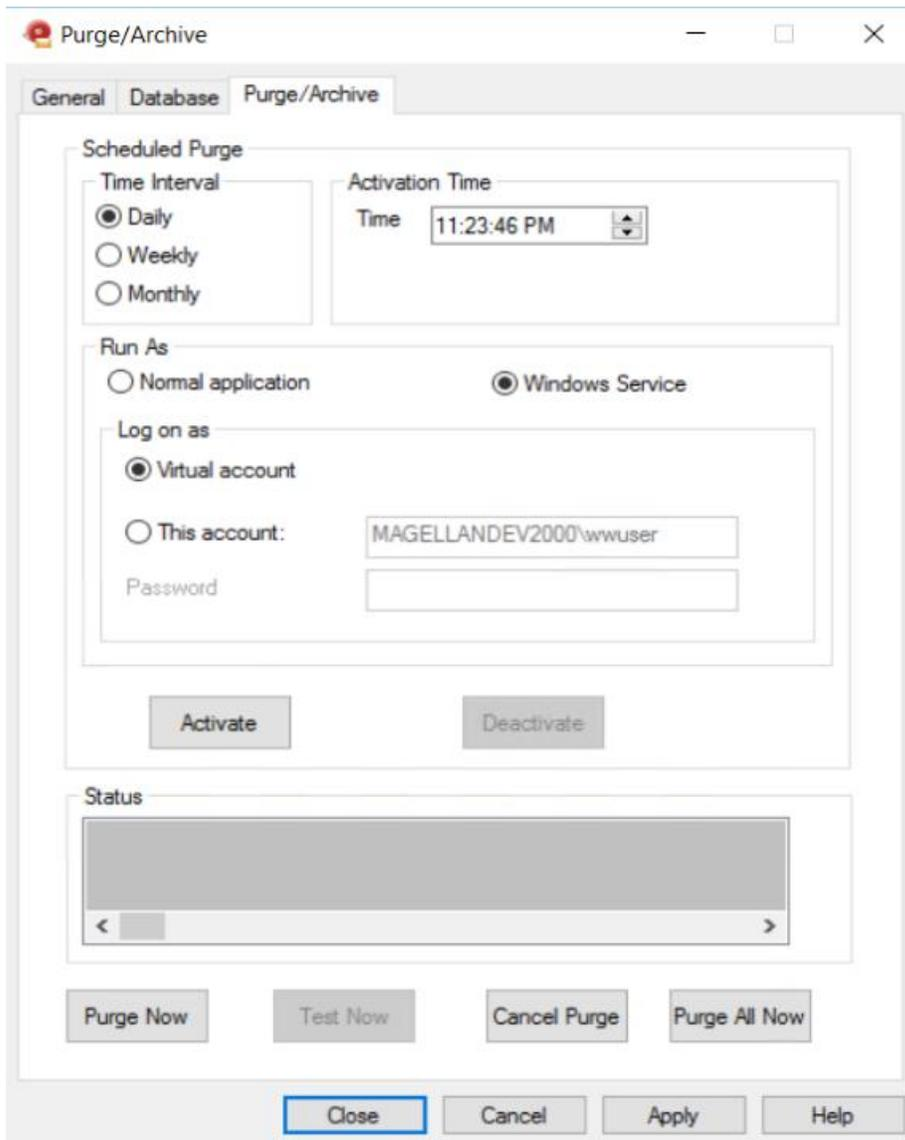 Purge/Archive
General Database Purge/Archive
Scheduled Purge
Time Interval
Daily
Weekly
Monthly
Activation Time
Time 11:23:46 PM
Run As
Normal application
Windows Service
Log on as
Virtual account
This account: MAGELLANDEV2000\wwuser
Password
Activate Deactivate
Status
Purge Now Test Now Cancel Purge Purge All Now
Close Cancel Apply Help